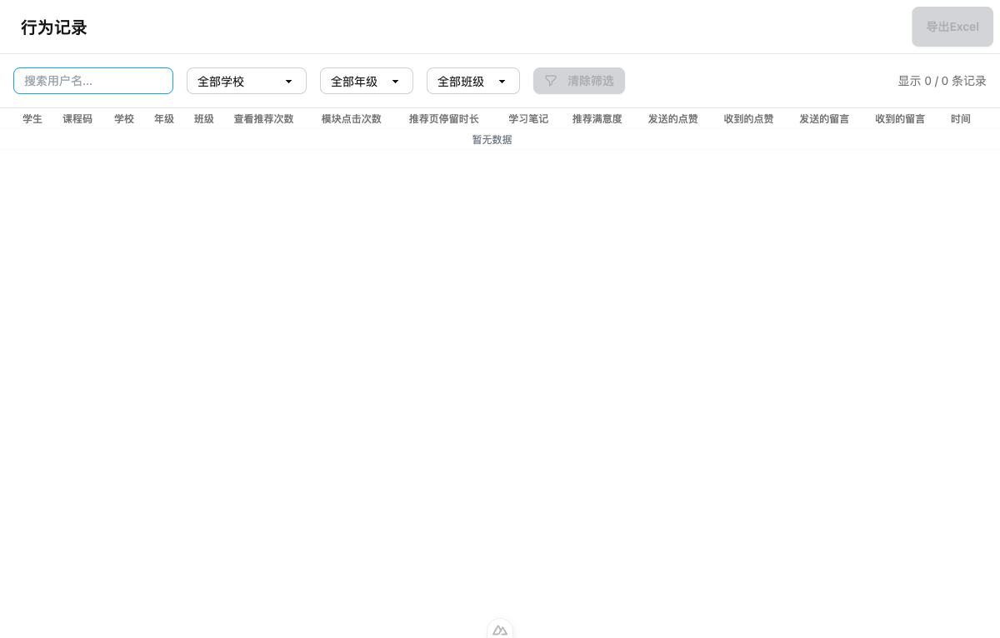 行为记录
导出Excel
搜索用户名... 全部学校 全部年级 全部班级 清除筛选 显示 0 / 0 条记录
学生 课程码 学校 年级 班级 查看推荐次数 模块点击次数 推荐页停留时长 学习笔记 推荐满意度 发送的点赞 收到的点赞 发送的留言 收到的留言 时间
暂无数据